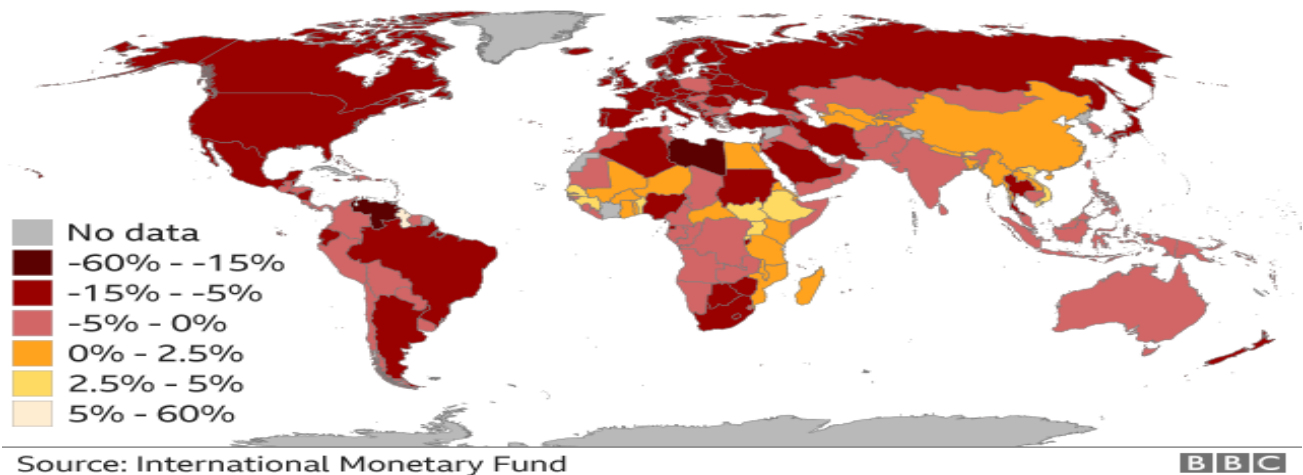 No data
-60% - -15%
-15% - -5%
-5% - 0%
0% - 2.5%
2.5% - 5%
5% - 60%
Source: International Monetary Fund
BBC